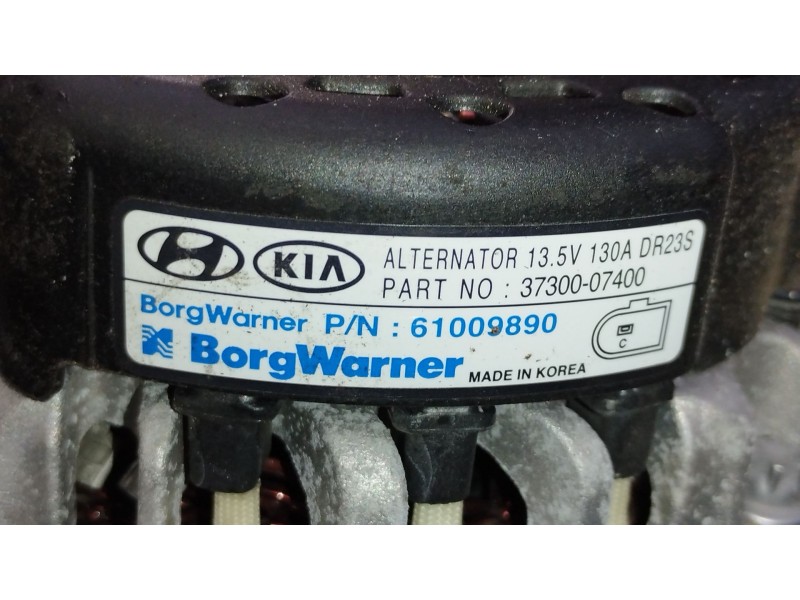 KIA ALTERNATOR 13.5V 130A DR23S
PART NO : 37300-07400
BorgWarner P/N : 61009890
C
BorgWarner MADE IN KOREA